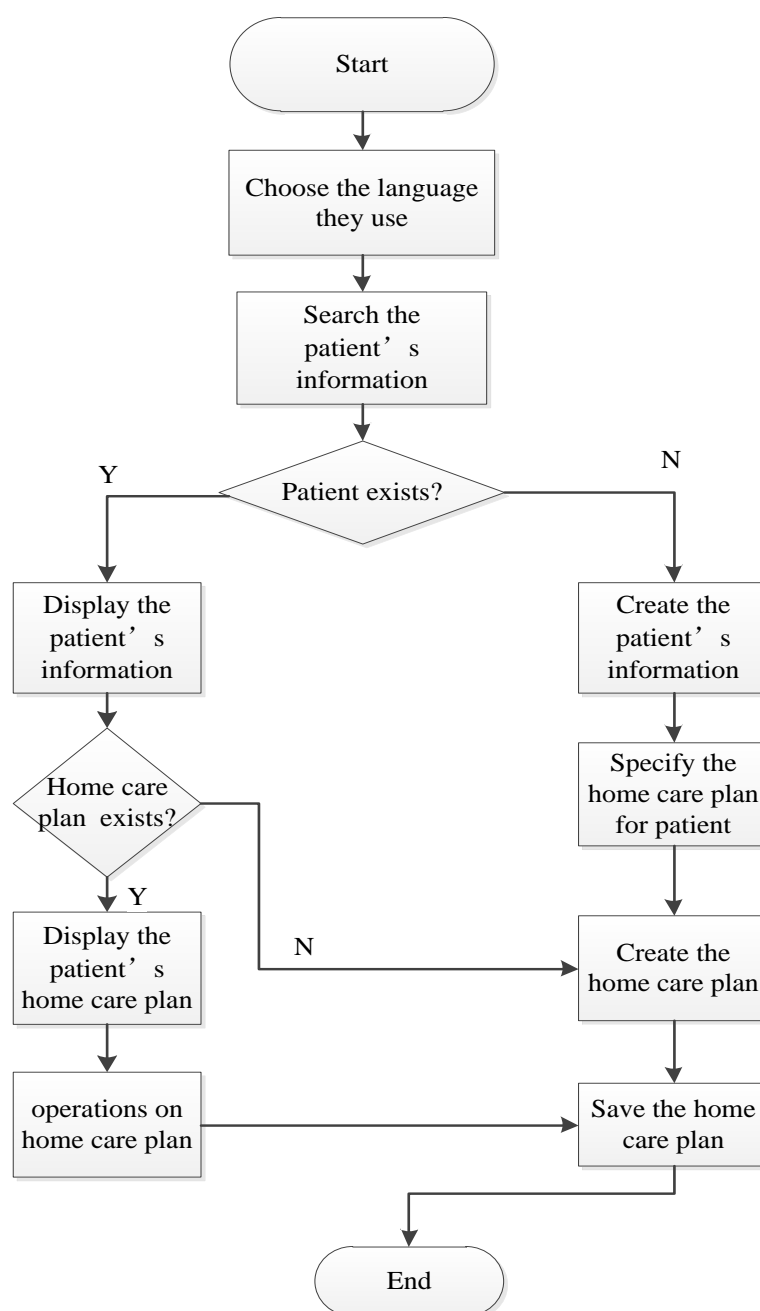 Start
Choose the language
they use
Search the
patient’s
information
Y
N
Patient exists?
Display the
patient’s
information
Create the
patient’s
information
Home care
plan exists?
Specify the
home care plan
for patient
Y
Display the
patient’s
home care plan
N
Create the
home care plan
operations on
home care plan
Save the home
care plan
End